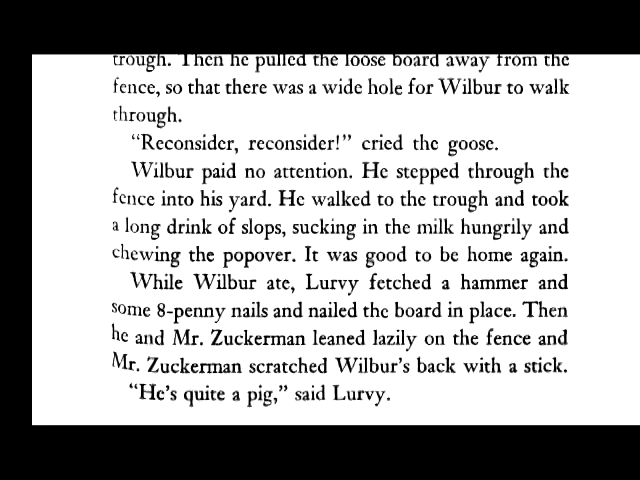 trough. Then he pulled the loose board away from the
fence, so that there was a wide hole for Wilbur to walk
through.
"Reconsider, reconsider!" cried the goose.
Wilbur paid no attention. He stepped through the
fence into his yard. He walked to the trough and took
a long drink of slops, sucking in the milk hungrily and
chewing the popover. It was good to be home again.
While Wilbur ate, Lurvy fetched a hammer and
some 8-penny nails and nailed the board in place. Then
he and Mr. Zuckerman leaned lazily on the fence and
Mr. Zuckerman scratched Wilbur's back with a stick.
"He's quite a pig," said Lurvy.